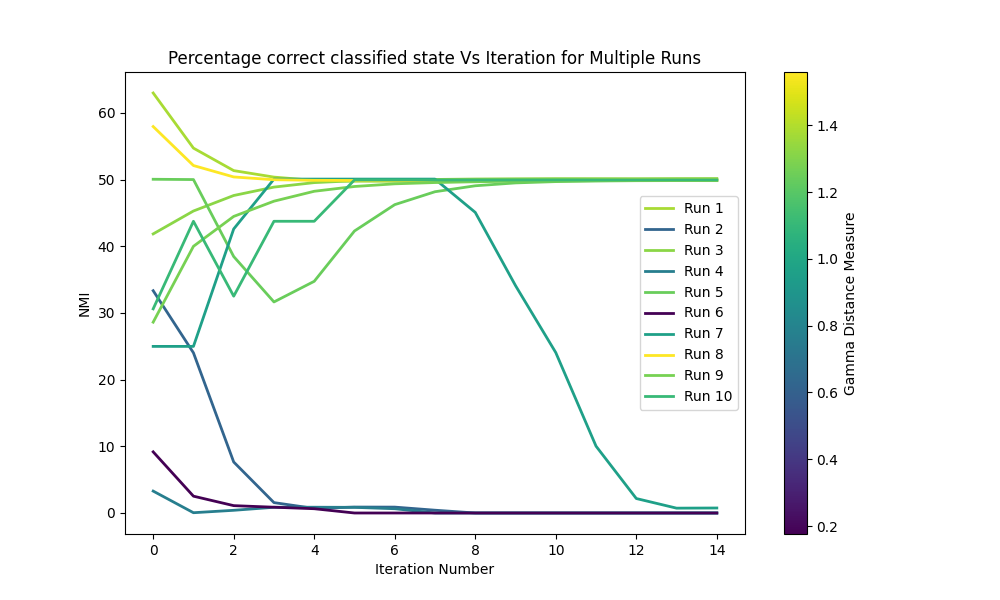 Percentage correct classified state Vs Iteration for Multiple Runs
NMI
60
50
40
30
20
10
0
0 2 4 6 8 10 12 14
Iteration Number
Run 1
Run 2
Run 3
Run 4
Run 5
Run 6
Run 7
Run 8
Run 9
Run 10
1.4
1.2
1.0
0.8
0.6
0.4
0.2
Gamma Distance Measure